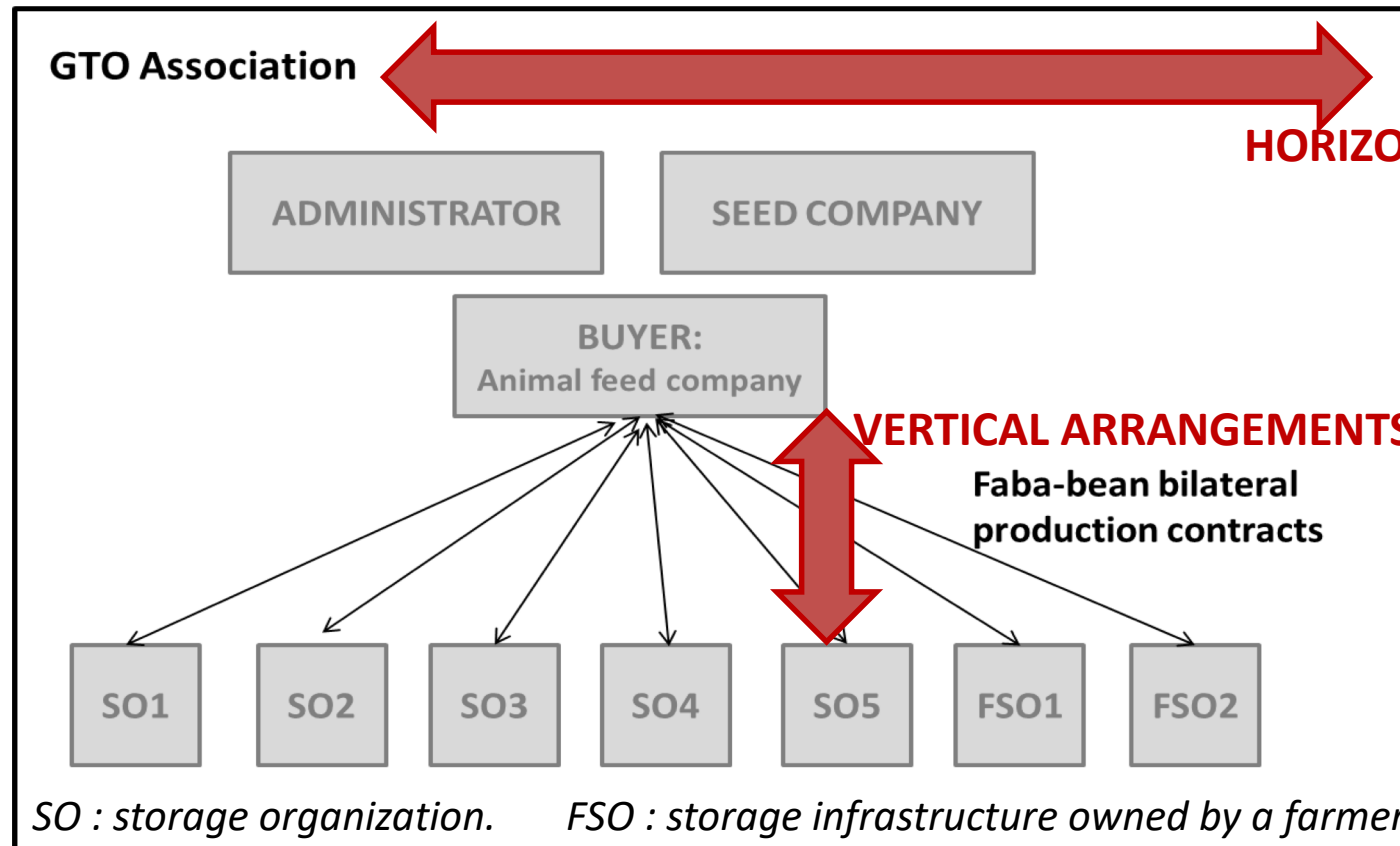 GTO Association
HORIZO
ADMINISTRATOR
SEED COMPANY
BUYER:
Animal feed company
VERTICAL ARRANGEMENTS
Faba-bean bilateral
production contracts
SO1
SO2
SO3
SO4
SO5
FSO1
FSO2
SO : storage organization. FSO : storage infrastructure owned by a farmer